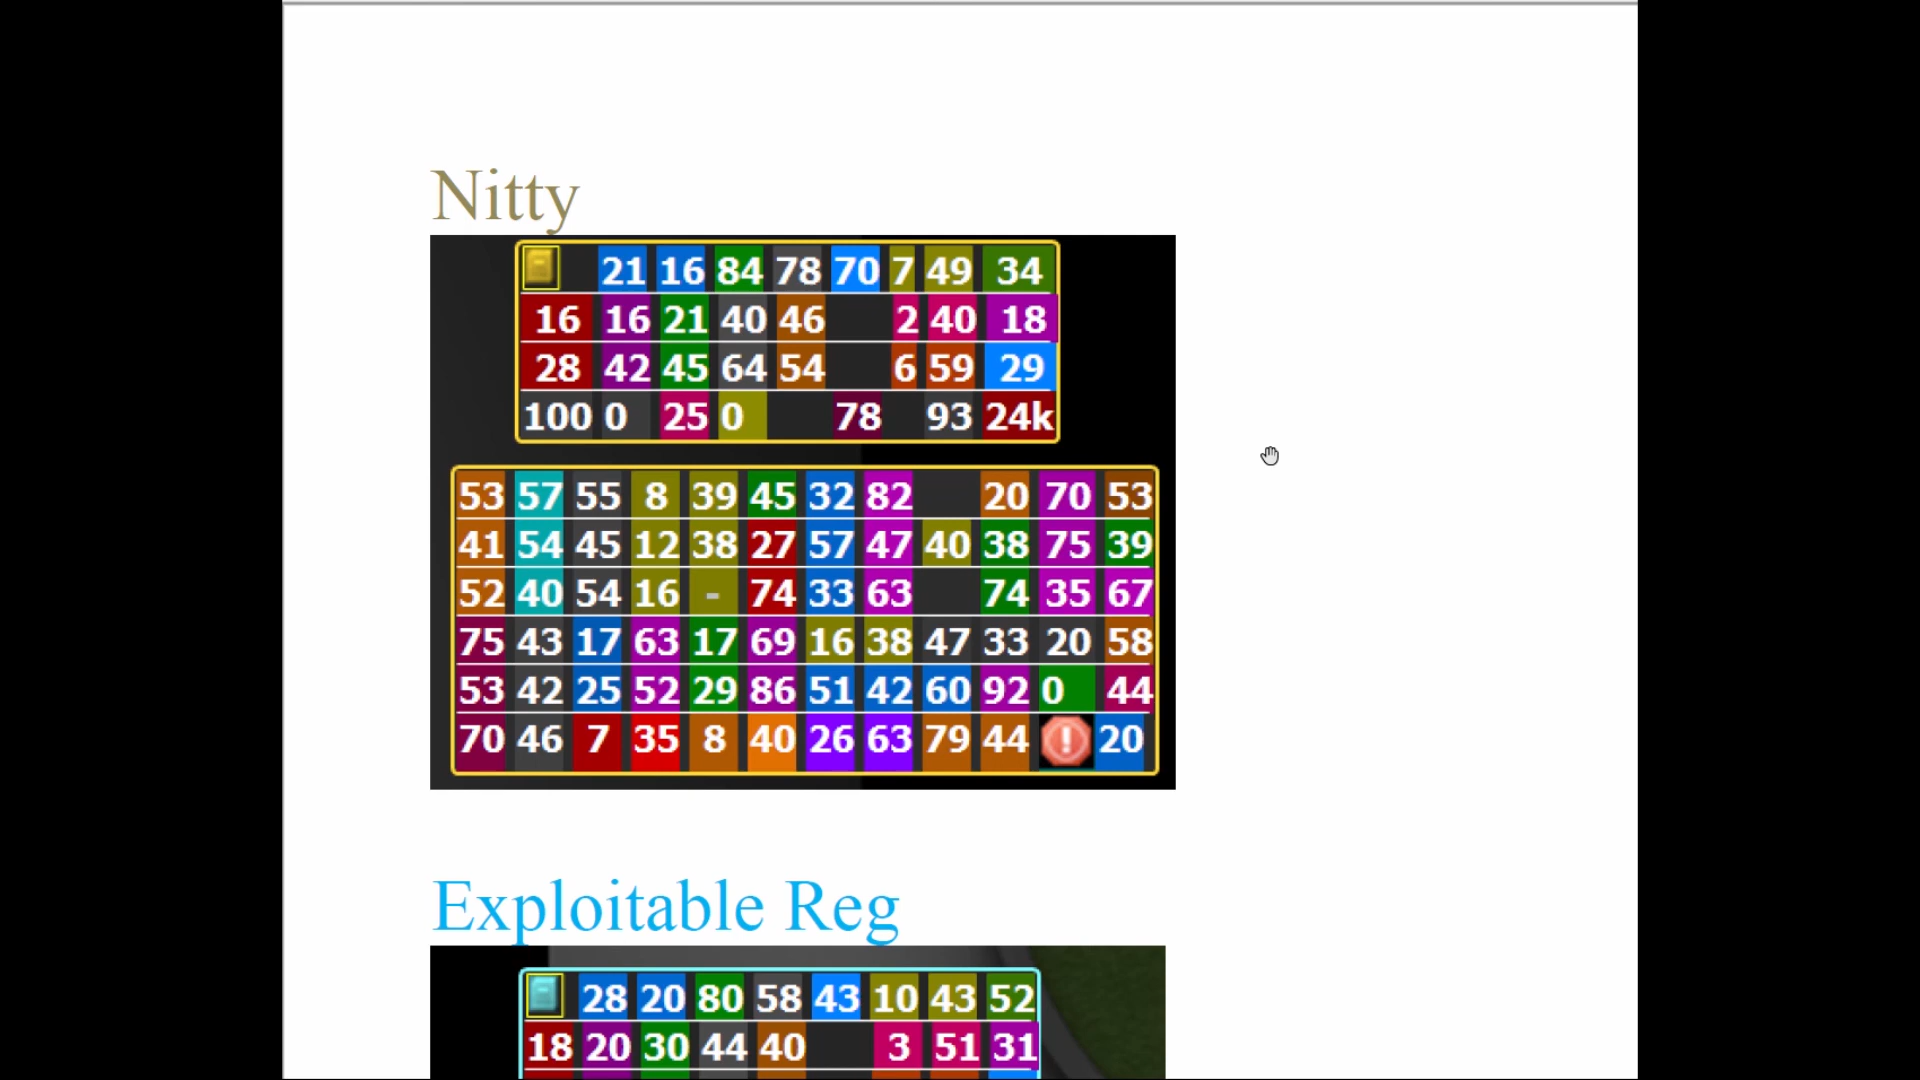 Nitty
21 16 84 78 70 7 49 34
16 16 21 40 46 2 40 18
28 42 45 64 54 6 59 29
100 0 25 0 78 93 24k
53 57 55 8 39 45 32 82 20 70 53
41 54 45 12 38 27 57 47 40 38 75 39
52 40 54 16 - 74 33 63 74 35 67
75 43 17 63 17 69 16 38 47 33 20 58
53 42 25 52 29 86 51 42 60 92 0 44
70 46 7 35 8 40 26 63 79 44 ! 20
Exploitable Reg
28 20 80 58 43 10 43 52
18 20 30 44 40 3 51 31